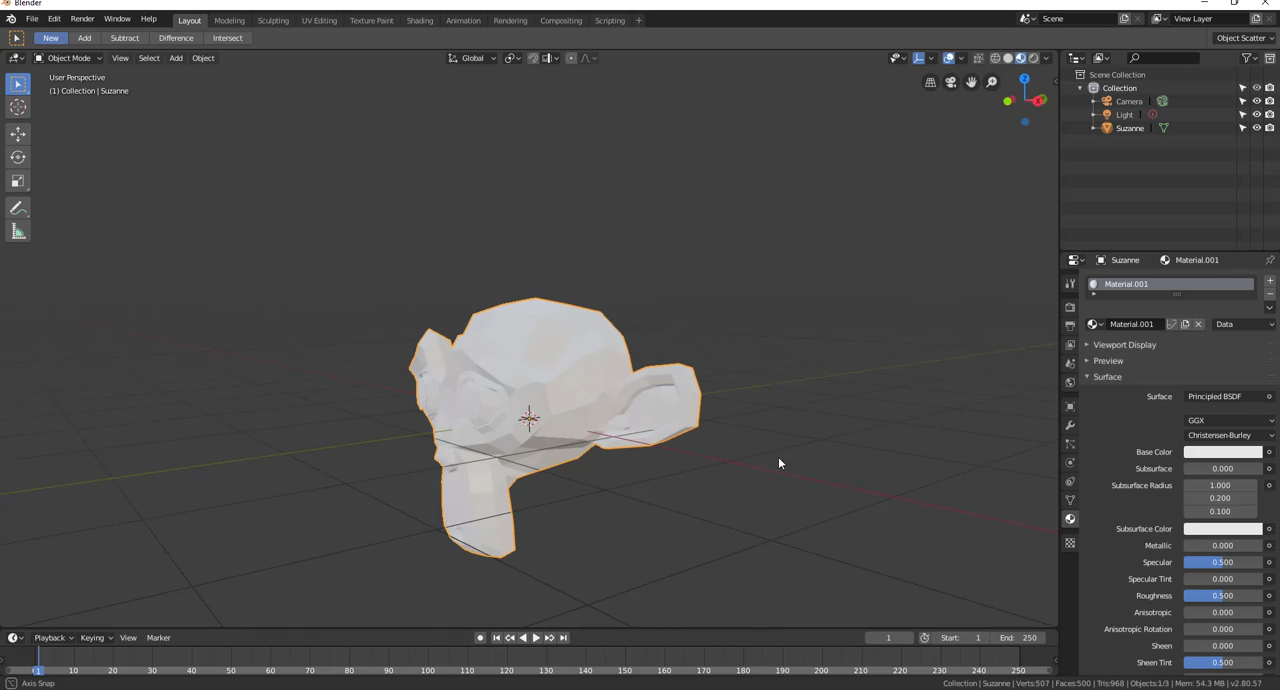 Blender
File Edit Render Window Help
Layout Modeling Sculpting UV Editing Texture Paint Shading Animation Rendering Compositing Scripting +
Scene
View Layer
New Add Subtract Difference Intersect
Object Scatter
Object Mode View Select Add Object
Global
User Perspective
(1) Collection | Suzanne
Z
X
Y
Scene Collection
Collection
Camera
Light
Suzanne
Suzanne Material.001
Material.001
Material.001 Data
Viewport Display
Preview
Surface
Surface Principled BSDF
GGX
Christensen-Burley
Base Color
Subsurface 0.000
Subsurface Radius 1.000
0.200
0.100
Subsurface Color
Metallic 0.000
Specular 0.500
Specular Tint 0.000
Roughness 0.500
Anisotropic 0.000
Anisotropic Rotation 0.000
Sheen 0.000
Sheen Tint 0.500
Playback Keying View Marker
1 Start: 1 End: 250
1 10 20 30 40 50 60 70 80 90 100 110 120 130 140 150 160 170 180 190 200 210 220 230 240 250
Axis Snap
Collection | Suzanne | Verts:507 | Faces:500 | Tris:968 | Objects:1/3 | Mem: 54.3 MB | v2.80.57